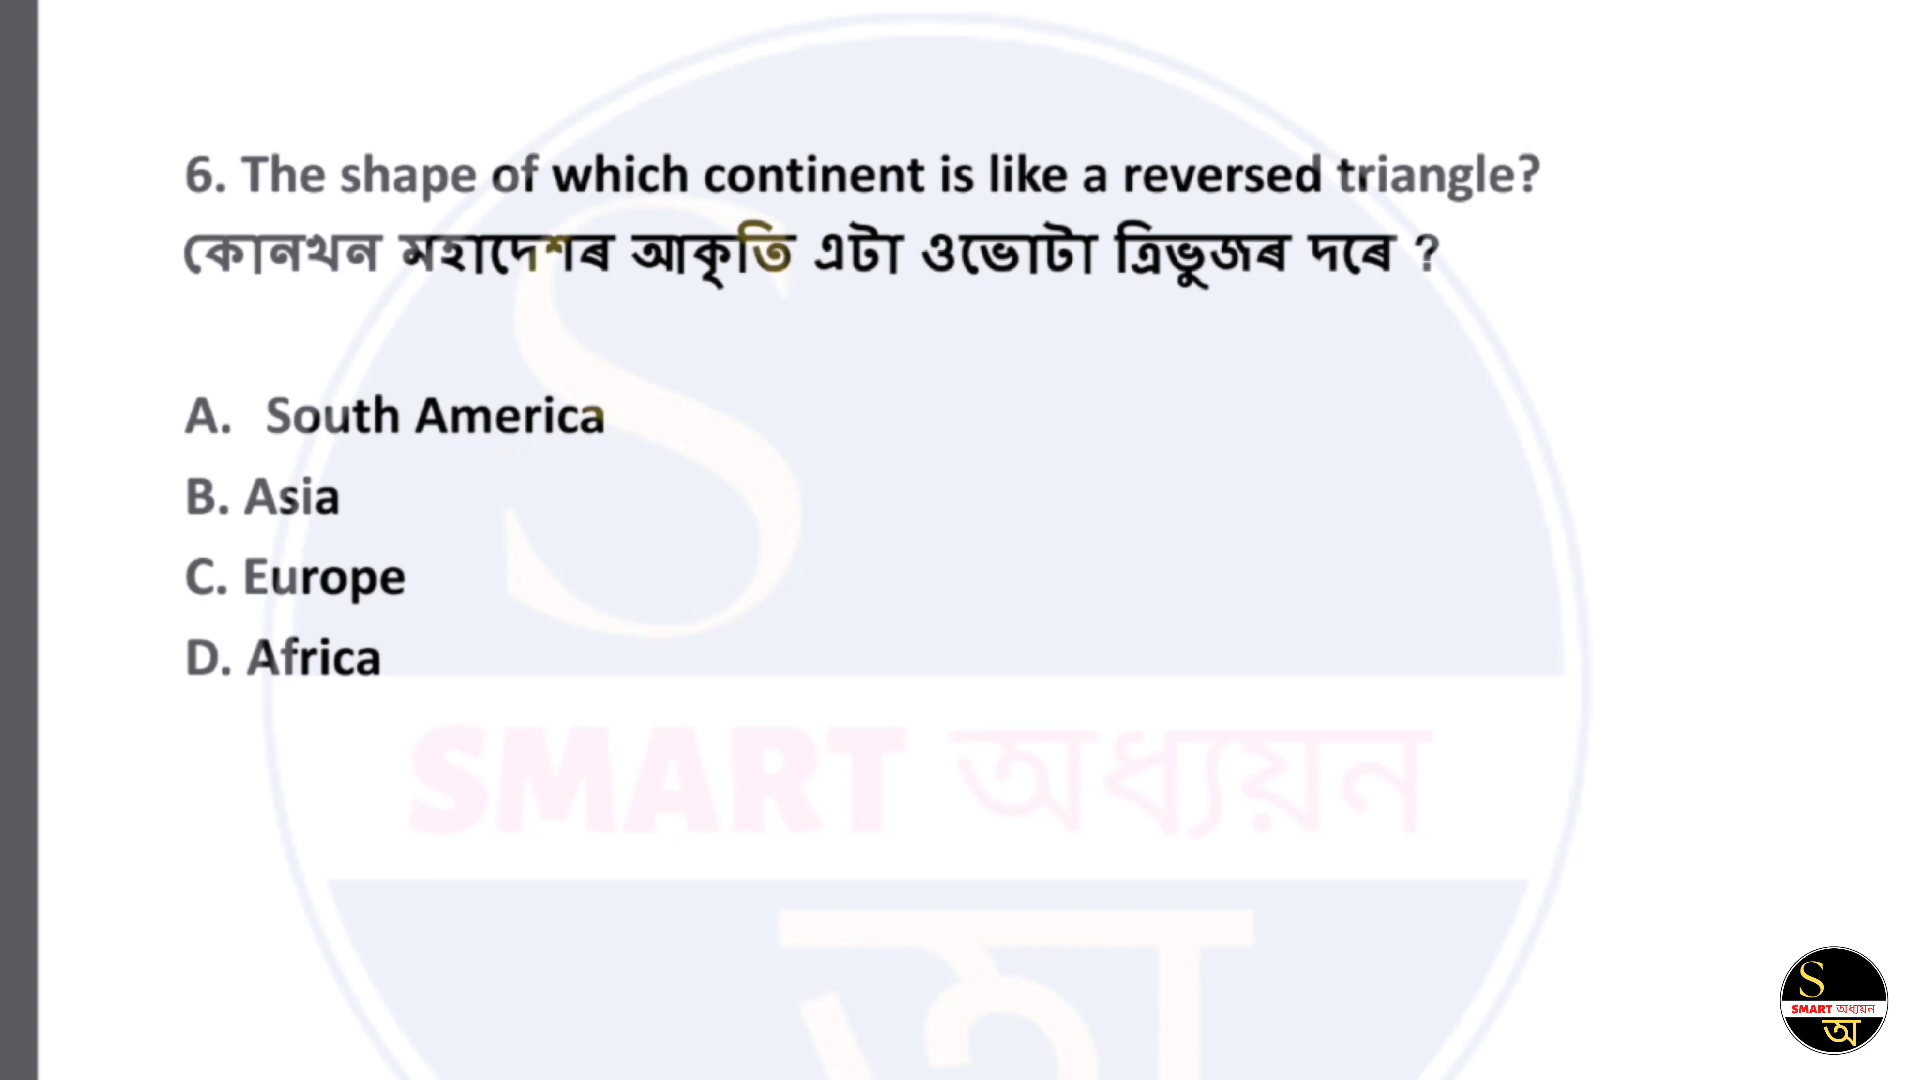 6. The shape of which continent is like a reversed triangle?
কোনখন মহাদেশৰ আকৃতি এটা ওভোটা ত্ৰিভুজৰ দৰে ?
A. South America
B. Asia
C. Europe
D. Africa
SMART অধ্যয়ন
অ
S
SMART অধ্যয়ন
অ